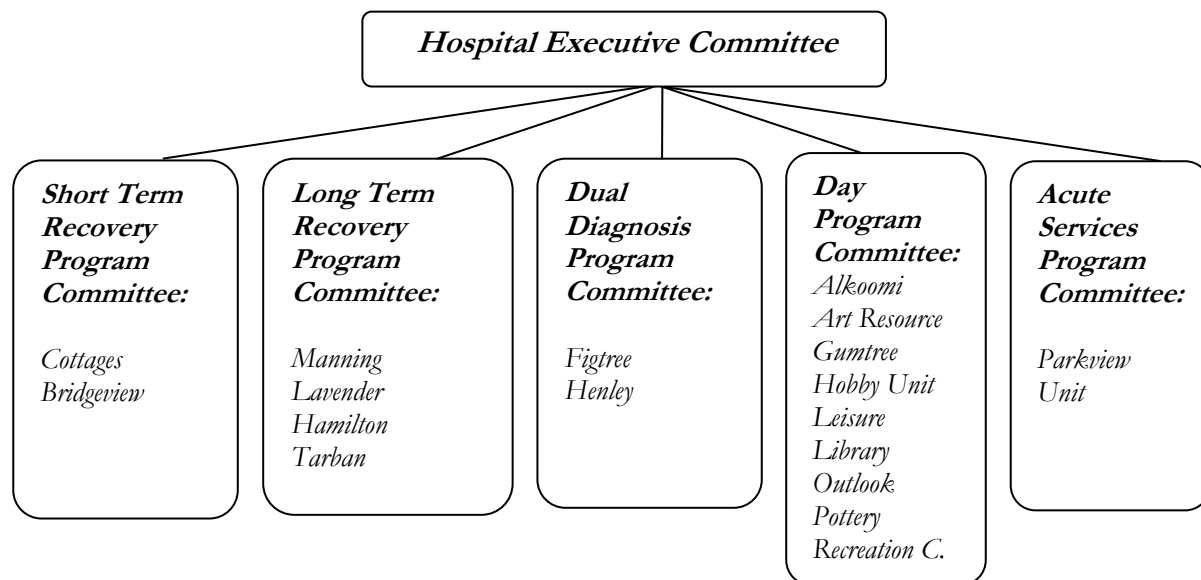 Hospital Executive Committee
Short Term
Recovery
Program
Committee:
Cottages
Bridgeview
Long Term
Recovery
Program
Committee:
Manning
Lavender
Hamilton
Tarban
Dual
Diagnosis
Program
Committee:
Figtree
Henley
Day
Program
Committee:
Alkoomi
Art Resource
Gumtree
Hobby Unit
Leisure
Library
Outlook
Pottery
Recreation C.
Acute
Services
Program
Committee:
Parkview
Unit